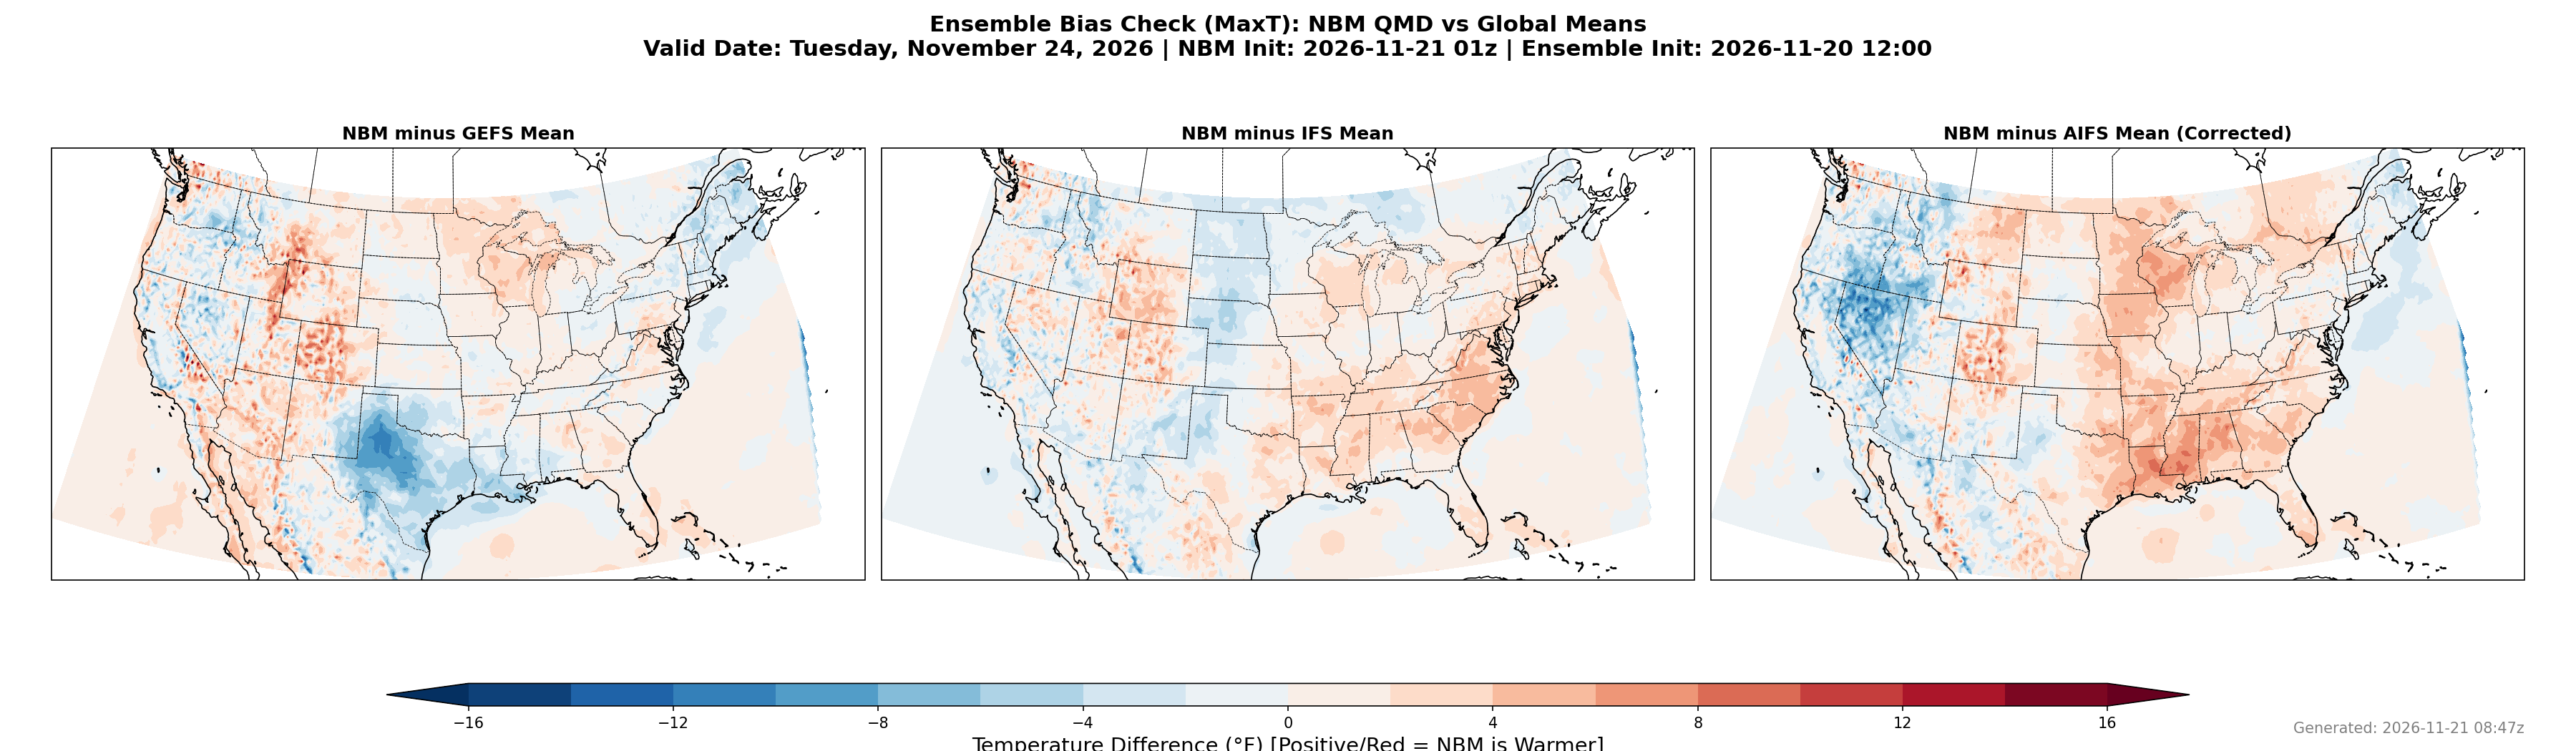 Ensemble Bias Check (MaxT): NBM QMD vs Global Means
Valid Date: Tuesday, November 24, 2026 | NBM Init: 2026-11-21 01z | Ensemble Init: 2026-11-20 12:00
NBM minus GEFS Mean
NBM minus IFS Mean
NBM minus AIFS Mean (Corrected)
−16 −12 −8 −4 0 4 8 12 16
Temperature Difference (°F) [Positive/Red = NBM is Warmer]
Generated: 2026-11-21 08:47z